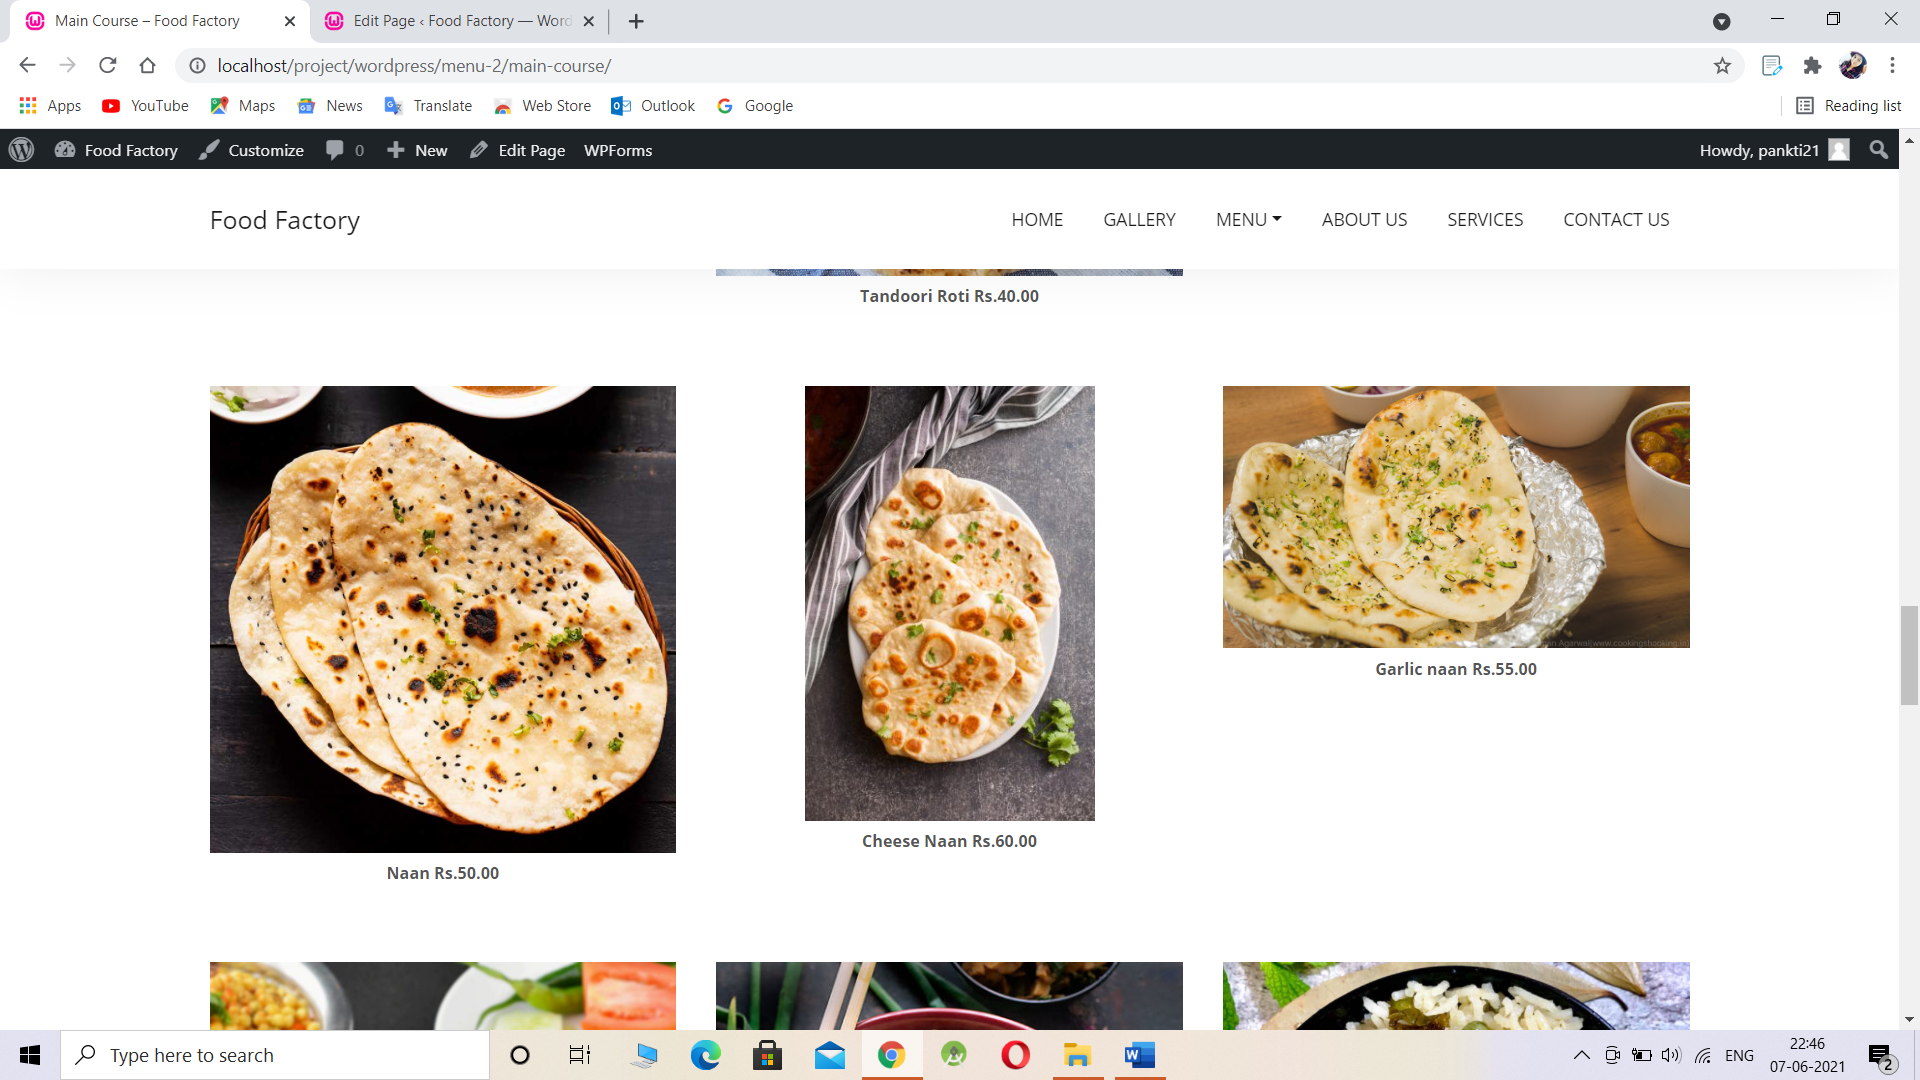 Main Course – Food Factory
Edit Page ‹ Food Factory — Word
localhost/project/wordpress/menu-2/main-course/
Apps YouTube Maps News Translate Web Store Outlook Google Reading list
Food Factory Customize 0 New Edit Page WPForms Howdy, pankti21
Food Factory HOME GALLERY MENU ABOUT US SERVICES CONTACT US
Tandoori Roti Rs.40.00
Garlic naan Rs.55.00
Cheese Naan Rs.60.00
Naan Rs.50.00
Type here to search
ENG
22:46
07-06-2021
2